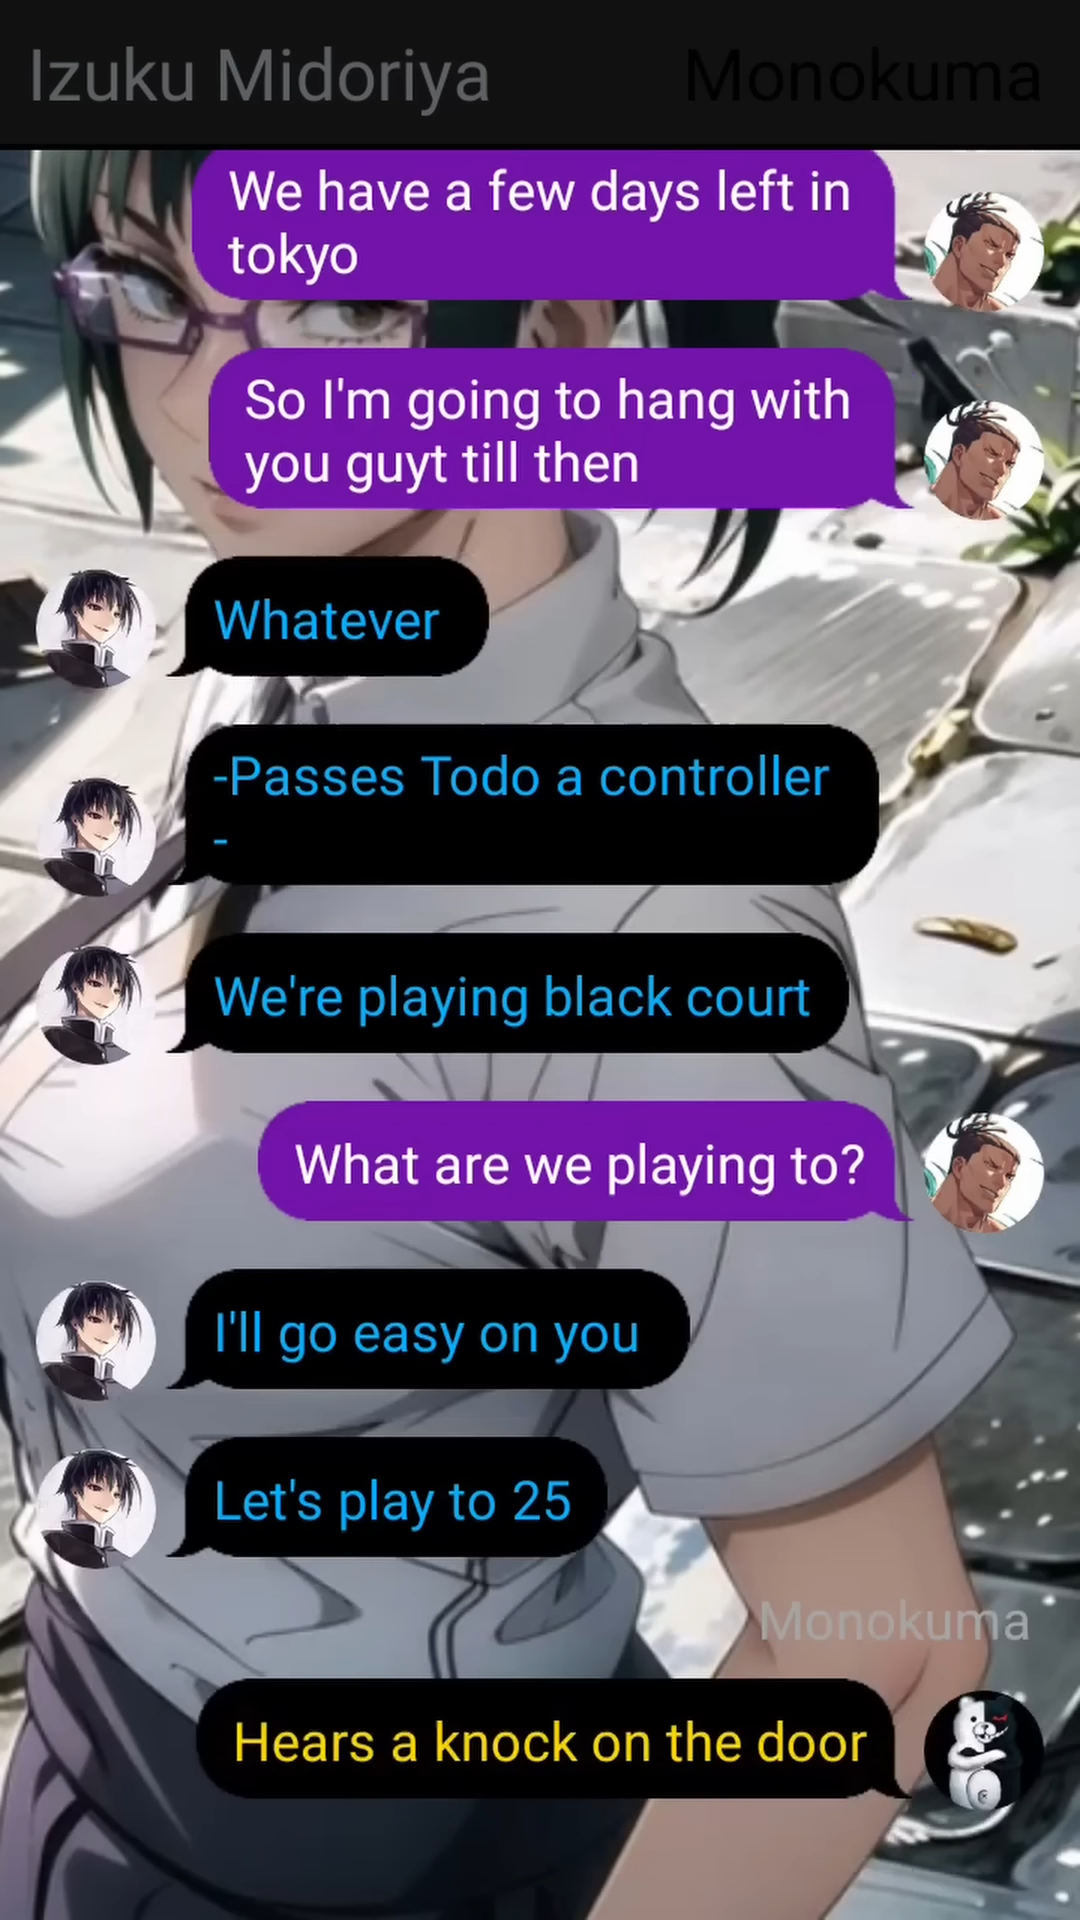 Izuku Midoriya
Monokuma
We have a few days left in
tokyo
So I'm going to hang with
you guyt till then
Whatever
-Passes Todo a controller
-
We're playing black court
What are we playing to?
I'll go easy on you
Let's play to 25
Monokuma
Hears a knock on the door